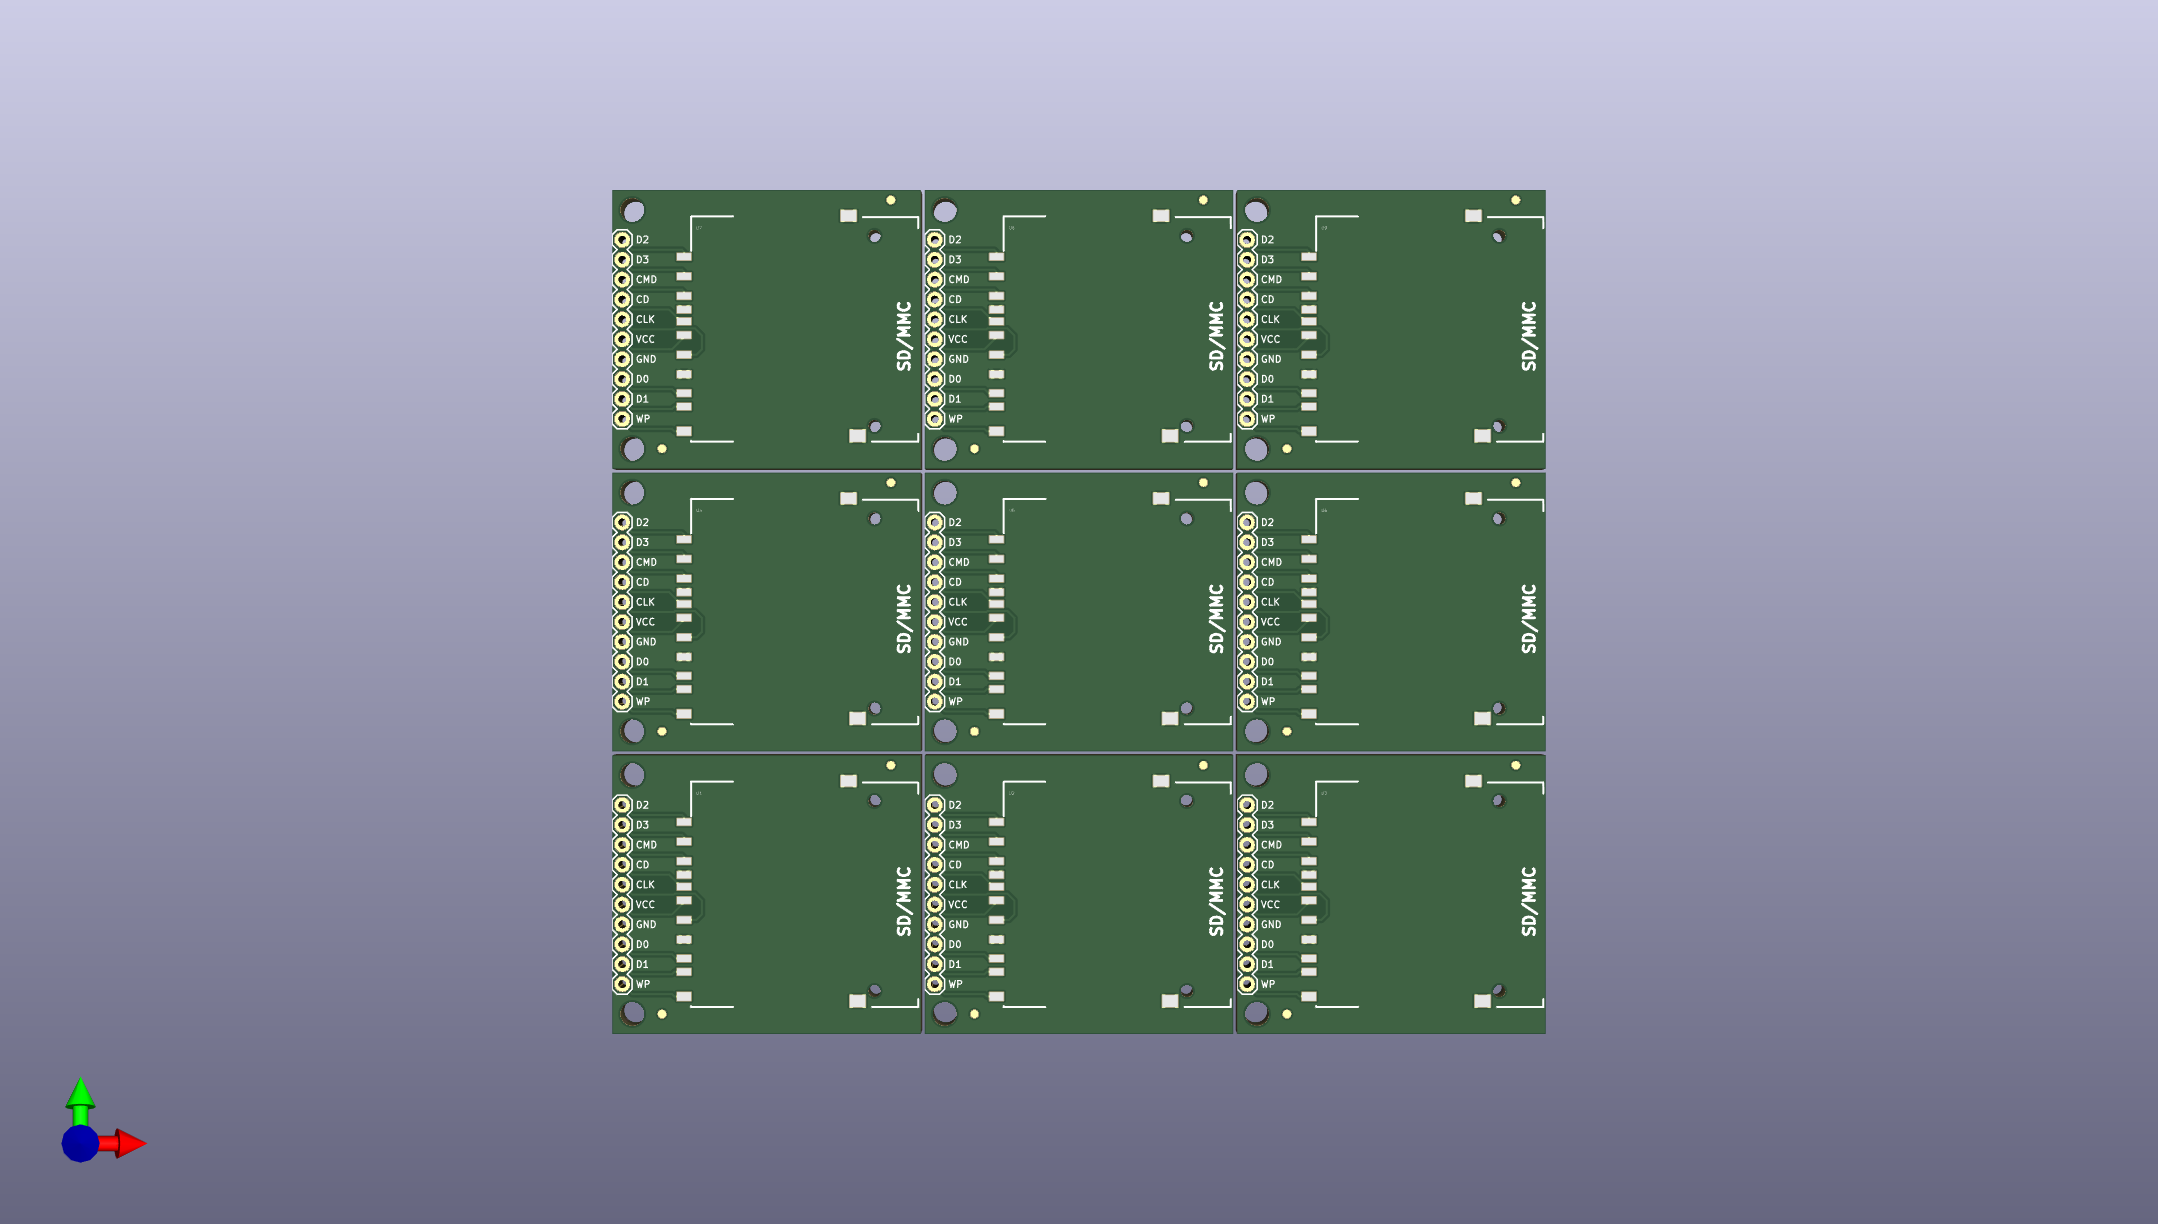 D2
D3
CMD
CD
CLK
VCC
GND
D0
D1
WP
SD/MMC
D2
D3
CMD
CD
CLK
VCC
GND
D0
D1
WP
SD/MMC
D2
D3
CMD
CD
CLK
VCC
GND
D0
D1
WP
SD/MMC
D2
D3
CMD
CD
CLK
VCC
GND
D0
D1
WP
SD/MMC
D2
D3
CMD
CD
CLK
VCC
GND
D0
D1
WP
SD/MMC
D2
D3
CMD
CD
CLK
VCC
GND
D0
D1
WP
SD/MMC
D2
D3
CMD
CD
CLK
VCC
GND
D0
D1
WP
SD/MMC
D2
D3
CMD
CD
CLK
VCC
GND
D0
D1
WP
SD/MMC
D2
D3
CMD
CD
CLK
VCC
GND
D0
D1
WP
SD/MMC